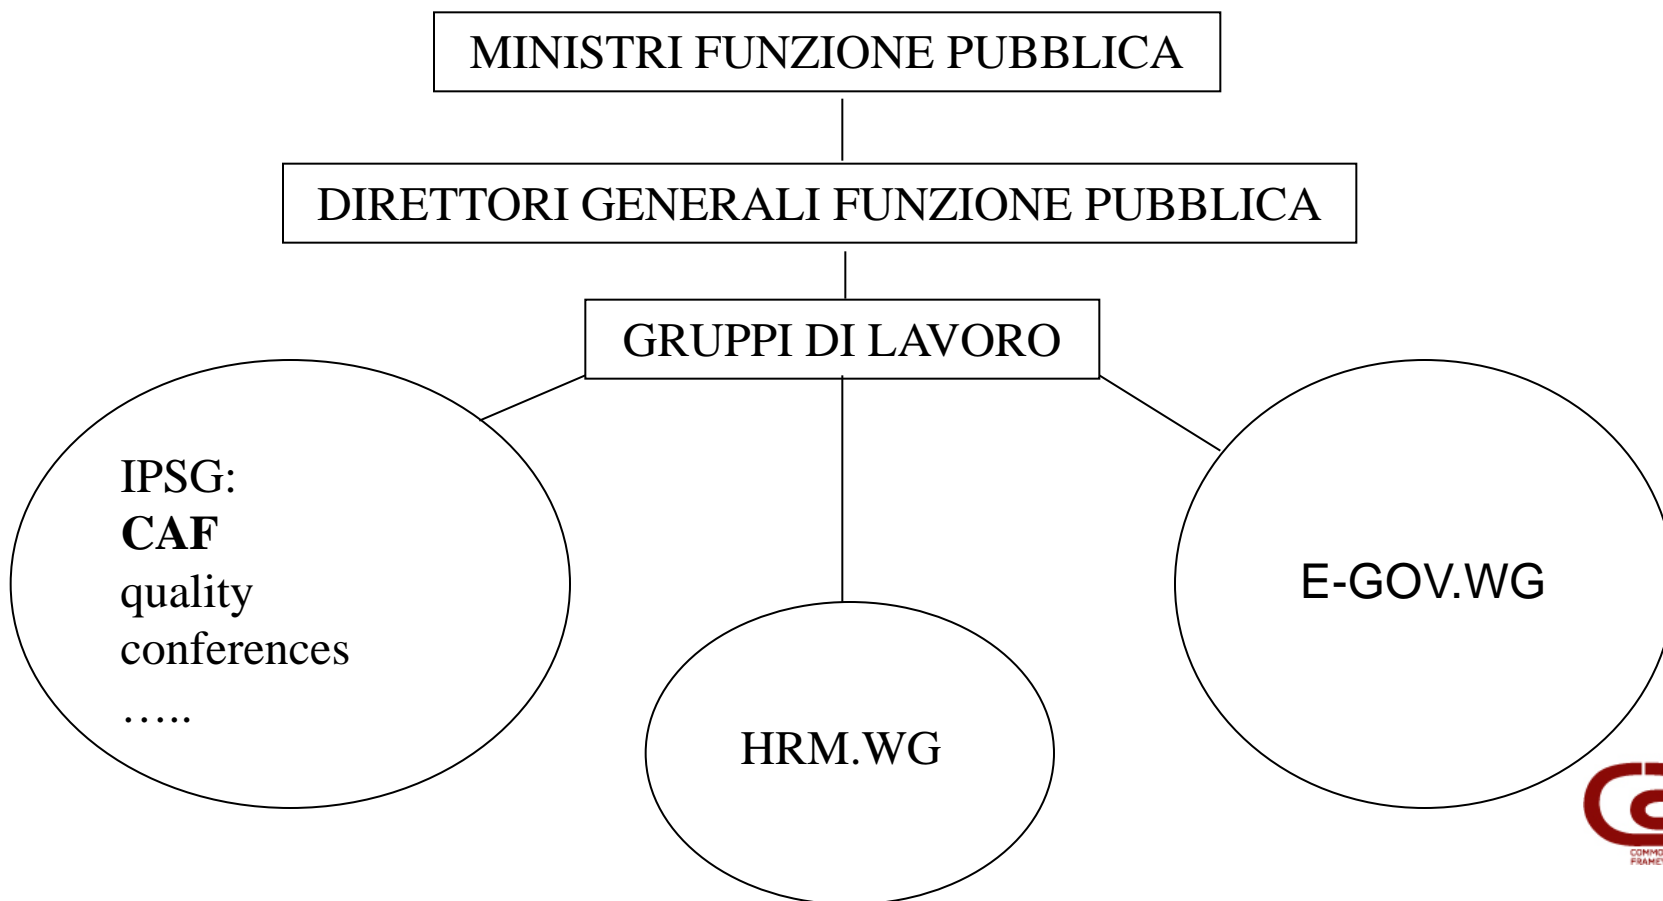 MINISTRI FUNZIONE PUBBLICA
DIRETTORI GENERALI FUNZIONE PUBBLICA
GRUPPI DI LAVORO
IPSG:
CAF
quality
conferences
…..
HRM.WG
E-GOV.WG